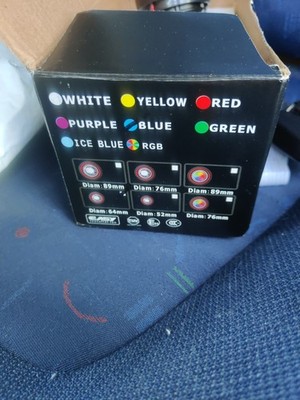 WHITE YELLOW RED
PURPLE BLUE GREEN
ICE BLUE RGB
Diam:89mm Diam:76mm Diam:89mm
Diam:64mm Diam:52mm Diam:76mm